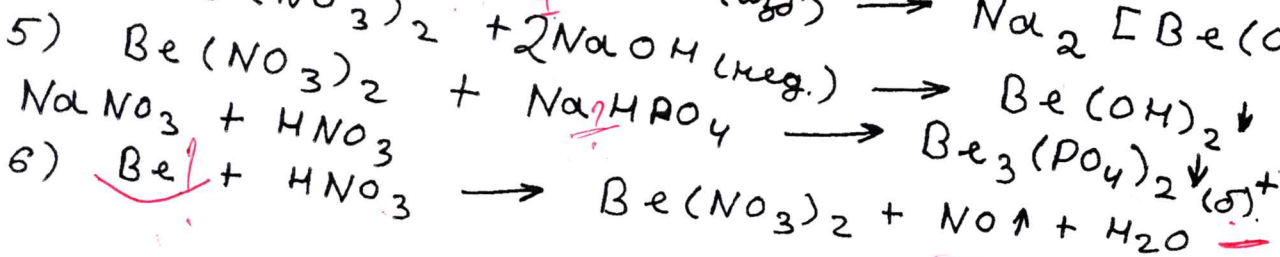 3)2 (изб) → Na2[Be(O
5) Be(NO3)2 + 2NaOH (нед.) → Be(OH)2↓
Be(NO3)2 + Na2HPO4 → Be3(PO4)2↓(б) +
NaNO3 + HNO3
6) Be + HNO3 → Be(NO3)2 + NO↑ + H2O